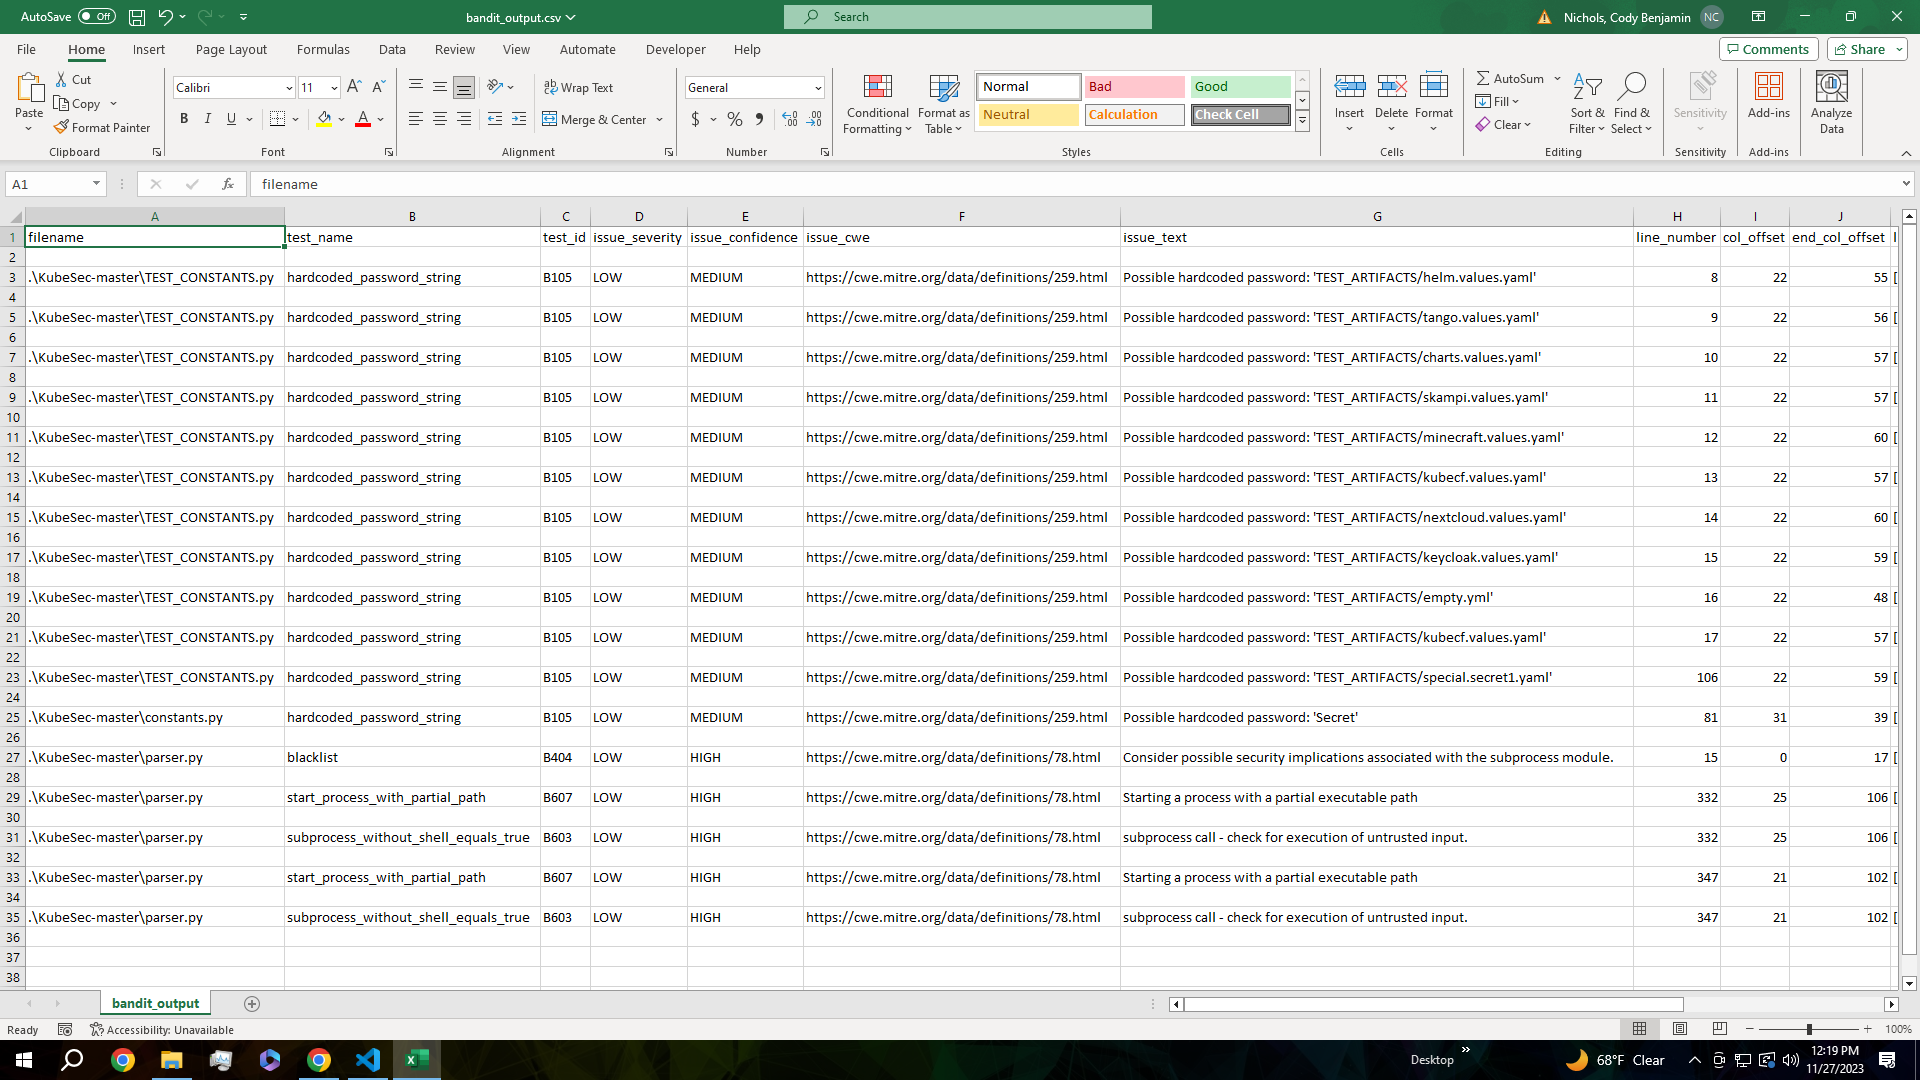 AutoSave Off bandit_output.csv Search Nichols, Cody Benjamin NC
File Home Insert Page Layout Formulas Data Review View Automate Developer Help Comments Share
Paste Cut Copy Format Painter Clipboard
Calibri 11 B I U A Font
Wrap Text Merge & Center Alignment
General $ % Number
Conditional Formatting Format as Table Normal Bad Good Neutral Calculation Check Cell Styles
Insert Delete Format Cells
AutoSum Fill Clear Sort & Filter Find & Select Editing
Sensitivity Sensitivity Add-ins Add-ins Analyze Data
A1 fx filename
A B C D E F G H I J
1 filename test_name test_id issue_severity issue_confidence issue_cwe issue_text line_number col_offset end_col_offset l
2
3 .\KubeSec-master\TEST_CONSTANTS.py hardcoded_password_string B105 LOW MEDIUM https://cwe.mitre.org/data/definitions/259.html Possible hardcoded password: 'TEST_ARTIFACTS/helm.values.yaml' 8 22 55 [
4
5 .\KubeSec-master\TEST_CONSTANTS.py hardcoded_password_string B105 LOW MEDIUM https://cwe.mitre.org/data/definitions/259.html Possible hardcoded password: 'TEST_ARTIFACTS/tango.values.yaml' 9 22 56 [
6
7 .\KubeSec-master\TEST_CONSTANTS.py hardcoded_password_string B105 LOW MEDIUM https://cwe.mitre.org/data/definitions/259.html Possible hardcoded password: 'TEST_ARTIFACTS/charts.values.yaml' 10 22 57 [
8
9 .\KubeSec-master\TEST_CONSTANTS.py hardcoded_password_string B105 LOW MEDIUM https://cwe.mitre.org/data/definitions/259.html Possible hardcoded password: 'TEST_ARTIFACTS/skampi.values.yaml' 11 22 57 [
10
11 .\KubeSec-master\TEST_CONSTANTS.py hardcoded_password_string B105 LOW MEDIUM https://cwe.mitre.org/data/definitions/259.html Possible hardcoded password: 'TEST_ARTIFACTS/minecraft.values.yaml' 12 22 60 [
12
13 .\KubeSec-master\TEST_CONSTANTS.py hardcoded_password_string B105 LOW MEDIUM https://cwe.mitre.org/data/definitions/259.html Possible hardcoded password: 'TEST_ARTIFACTS/kubecf.values.yaml' 13 22 57 [
14
15 .\KubeSec-master\TEST_CONSTANTS.py hardcoded_password_string B105 LOW MEDIUM https://cwe.mitre.org/data/definitions/259.html Possible hardcoded password: 'TEST_ARTIFACTS/nextcloud.values.yaml' 14 22 60 [
16
17 .\KubeSec-master\TEST_CONSTANTS.py hardcoded_password_string B105 LOW MEDIUM https://cwe.mitre.org/data/definitions/259.html Possible hardcoded password: 'TEST_ARTIFACTS/keycloak.values.yaml' 15 22 59 [
18
19 .\KubeSec-master\TEST_CONSTANTS.py hardcoded_password_string B105 LOW MEDIUM https://cwe.mitre.org/data/definitions/259.html Possible hardcoded password: 'TEST_ARTIFACTS/empty.yml' 16 22 48 [
20
21 .\KubeSec-master\TEST_CONSTANTS.py hardcoded_password_string B105 LOW MEDIUM https://cwe.mitre.org/data/definitions/259.html Possible hardcoded password: 'TEST_ARTIFACTS/kubecf.values.yaml' 17 22 57 [
22
23 .\KubeSec-master\TEST_CONSTANTS.py hardcoded_password_string B105 LOW MEDIUM https://cwe.mitre.org/data/definitions/259.html Possible hardcoded password: 'TEST_ARTIFACTS/special.secret1.yaml' 106 22 59 [
24
25 .\KubeSec-master\constants.py hardcoded_password_string B105 LOW MEDIUM https://cwe.mitre.org/data/definitions/259.html Possible hardcoded password: 'Secret' 81 31 39 [
26
27 .\KubeSec-master\parser.py blacklist B404 LOW HIGH https://cwe.mitre.org/data/definitions/78.html Consider possible security implications associated with the subprocess module. 15 0 17 [
28
29 .\KubeSec-master\parser.py start_process_with_partial_path B607 LOW HIGH https://cwe.mitre.org/data/definitions/78.html Starting a process with a partial executable path 332 25 106 [
30
31 .\KubeSec-master\parser.py subprocess_without_shell_equals_true B603 LOW HIGH https://cwe.mitre.org/data/definitions/78.html subprocess call - check for execution of untrusted input. 332 25 106 [
32
33 .\KubeSec-master\parser.py start_process_with_partial_path B607 LOW HIGH https://cwe.mitre.org/data/definitions/78.html Starting a process with a partial executable path 347 21 102 [
34
35 .\KubeSec-master\parser.py subprocess_without_shell_equals_true B603 LOW HIGH https://cwe.mitre.org/data/definitions/78.html subprocess call - check for execution of untrusted input. 347 21 102 [
36
37
38
bandit_output
Ready Accessibility: Unavailable 100%
Desktop 68°F Clear 12:19 PM
11/27/2023